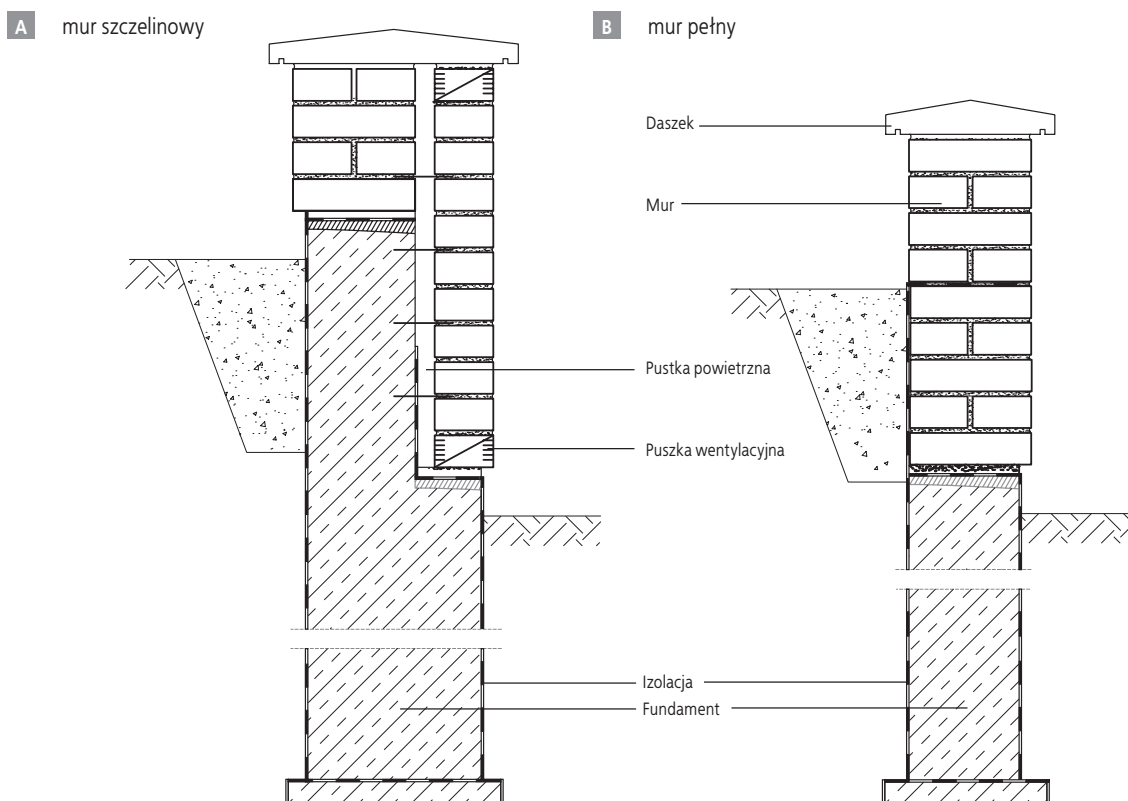 A mur szczelinowy
B mur pełny
Daszek
Mur
Pustka powietrzna
Puszka wentylacyjna
Izolacja
Fundament